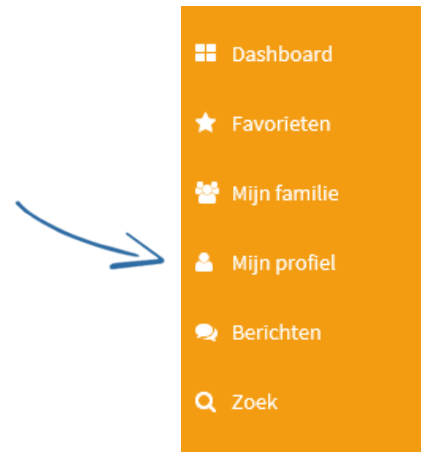 Dashboard
Favorieten
Mijn familie
Mijn profiel
Berichten
Zoek